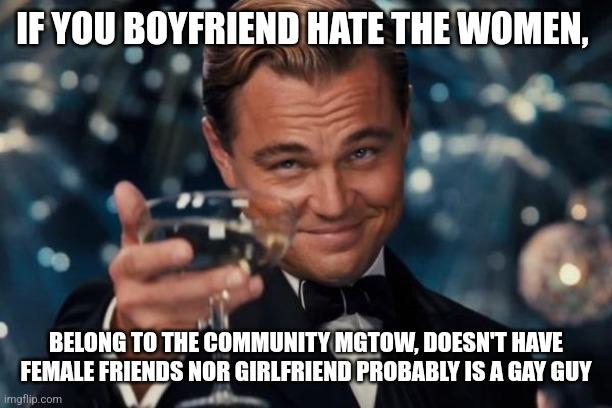 IF YOU BOYFRIEND HATE THE WOMEN,
BELONG TO THE COMMUNITY MGTOW, DOESN'T HAVE
FEMALE FRIENDS NOR GIRLFRIEND PROBABLY IS A GAY GUY
imgflip.com